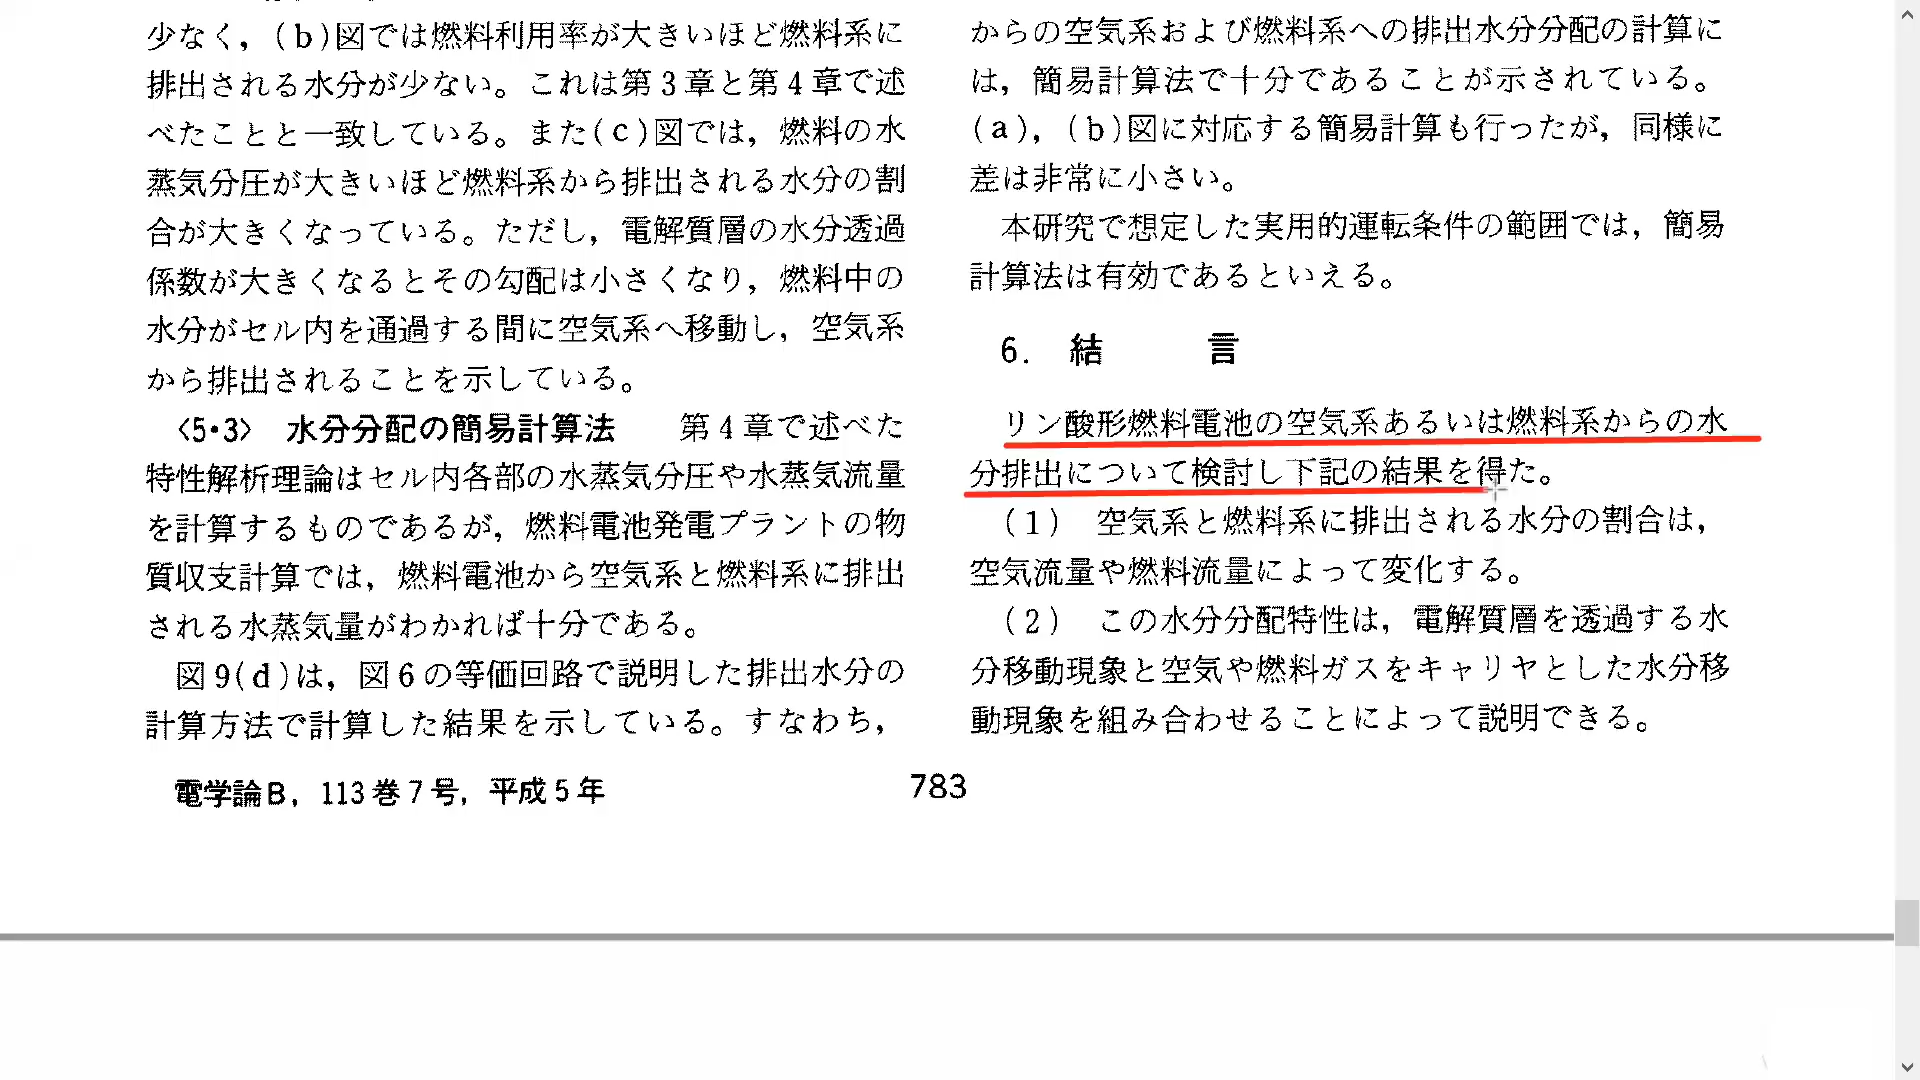 少なく，(b)図では燃料利用率が大きいほど燃料系に
排出される水分が少ない。これは第3章と第4章で述
べたことと一致している。また(c)図では，燃料の水
蒸気分圧が大きいほど燃料系から排出される水分の割
合が大きくなっている。ただし，電解質層の水分透過
係数が大きくなるとその勾配は小さくなり，燃料中の
水分がセル内を通過する間に空気系へ移動し，空気系
から排出されることを示している。
〈5・3〉 水分分配の簡易計算法 第4章で述べた
特性解析理論はセル内各部の水蒸気分圧や水蒸気流量
を計算するものであるが，燃料電池発電プラントの物
質収支計算では，燃料電池から空気系と燃料系に排出
される水蒸気量がわかれば十分である。
図9(d)は，図6の等価回路で説明した排出水分の
計算方法で計算した結果を示している。すなわち，
からの空気系および燃料系への排出水分分配の計算に
は，簡易計算法で十分であることが示されている。
(a)，(b)図に対応する簡易計算も行ったが，同様に
差は非常に小さい。
本研究で想定した実用的運転条件の範囲では，簡易
計算法は有効であるといえる。
6. 結 言
リン酸形燃料電池の空気系あるいは燃料系からの水
分排出について検討し下記の結果を得た。
(1) 空気系と燃料系に排出される水分の割合は，
空気流量や燃料流量によって変化する。
(2) この水分分配特性は，電解質層を透過する水
分移動現象と空気や燃料ガスをキャリヤとした水分移
動現象を組み合わせることによって説明できる。
電学論B，113巻7号，平成5年
783